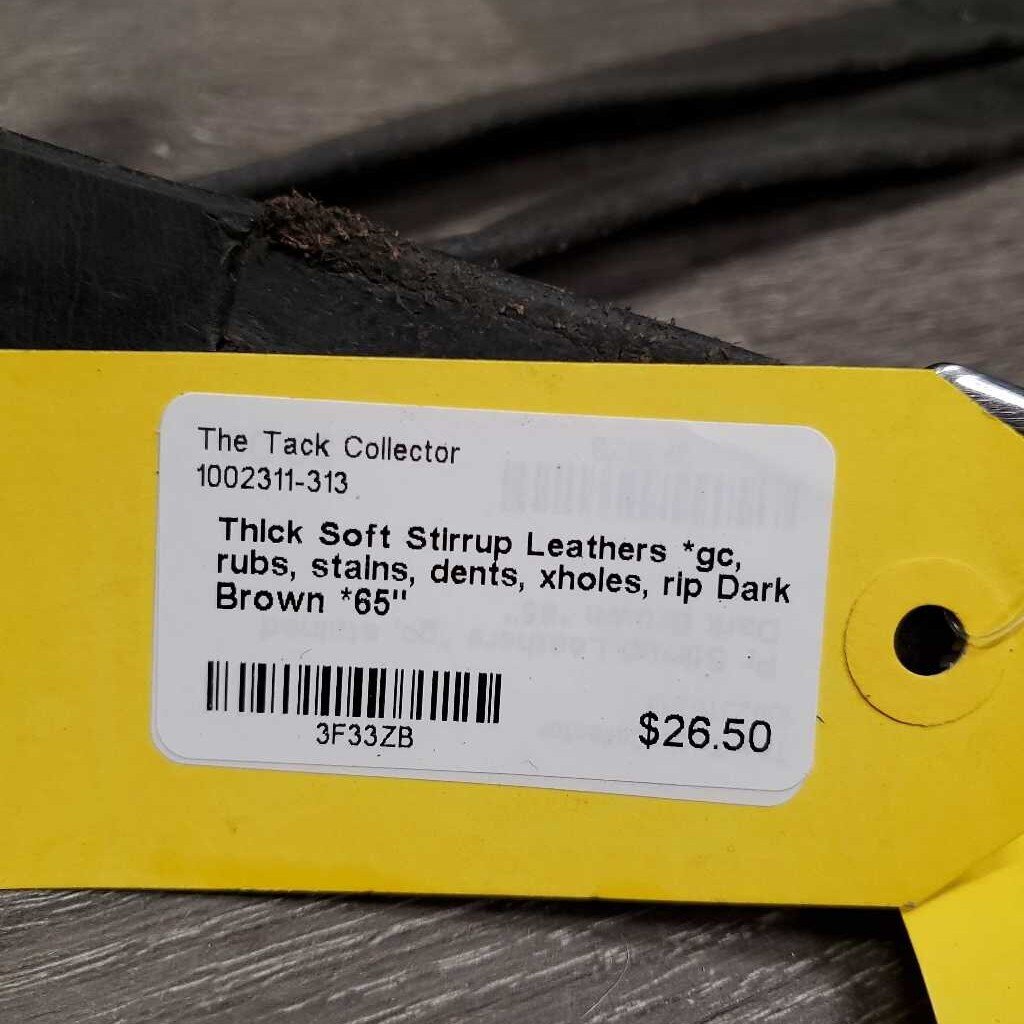 The Tack Collector
1002311-313
Thick Soft Stirrup Leathers *gc,
rubs, stains, dents, xholes, rip Dark
Brown *65"
3F33ZB
$26.50